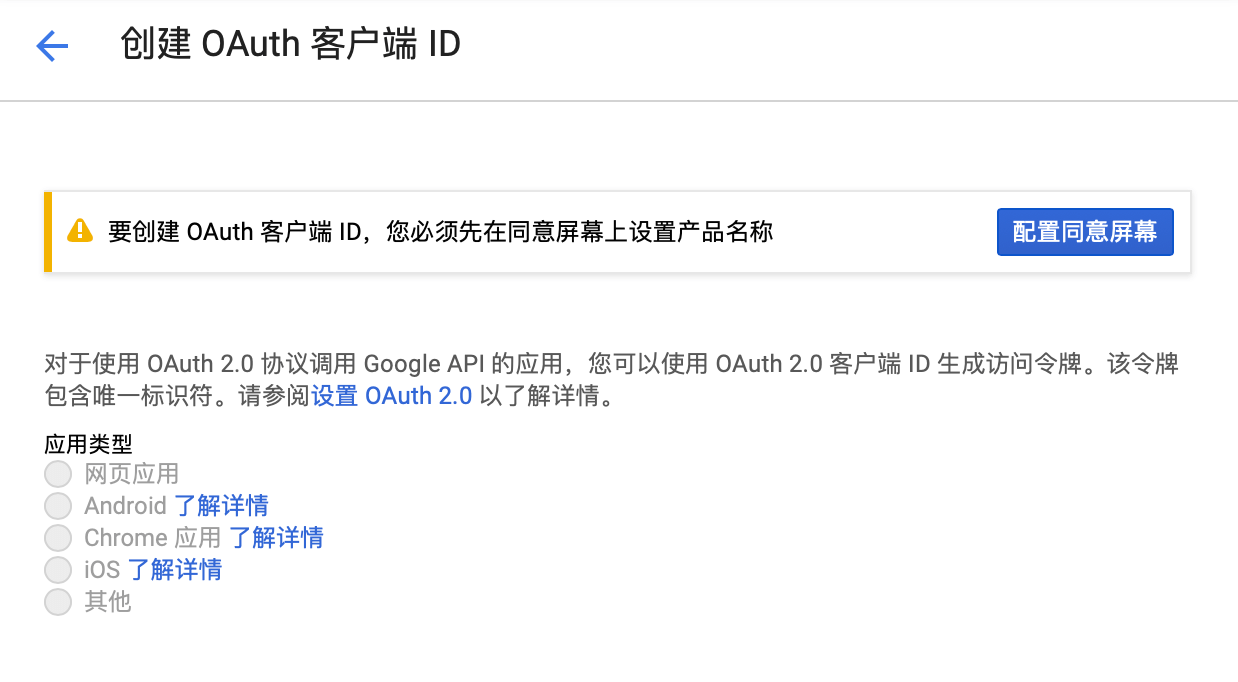 创建 OAuth 客户端 ID
要创建 OAuth 客户端 ID，您必须先在同意屏幕上设置产品名称
配置同意屏幕
对于使用 OAuth 2.0 协议调用 Google API 的应用，您可以使用 OAuth 2.0 客户端 ID 生成访问令牌。该令牌
包含唯一标识符。请参阅设置 OAuth 2.0 以了解详情。
应用类型
网页应用
Android 了解详情
Chrome 应用 了解详情
iOS 了解详情
其他